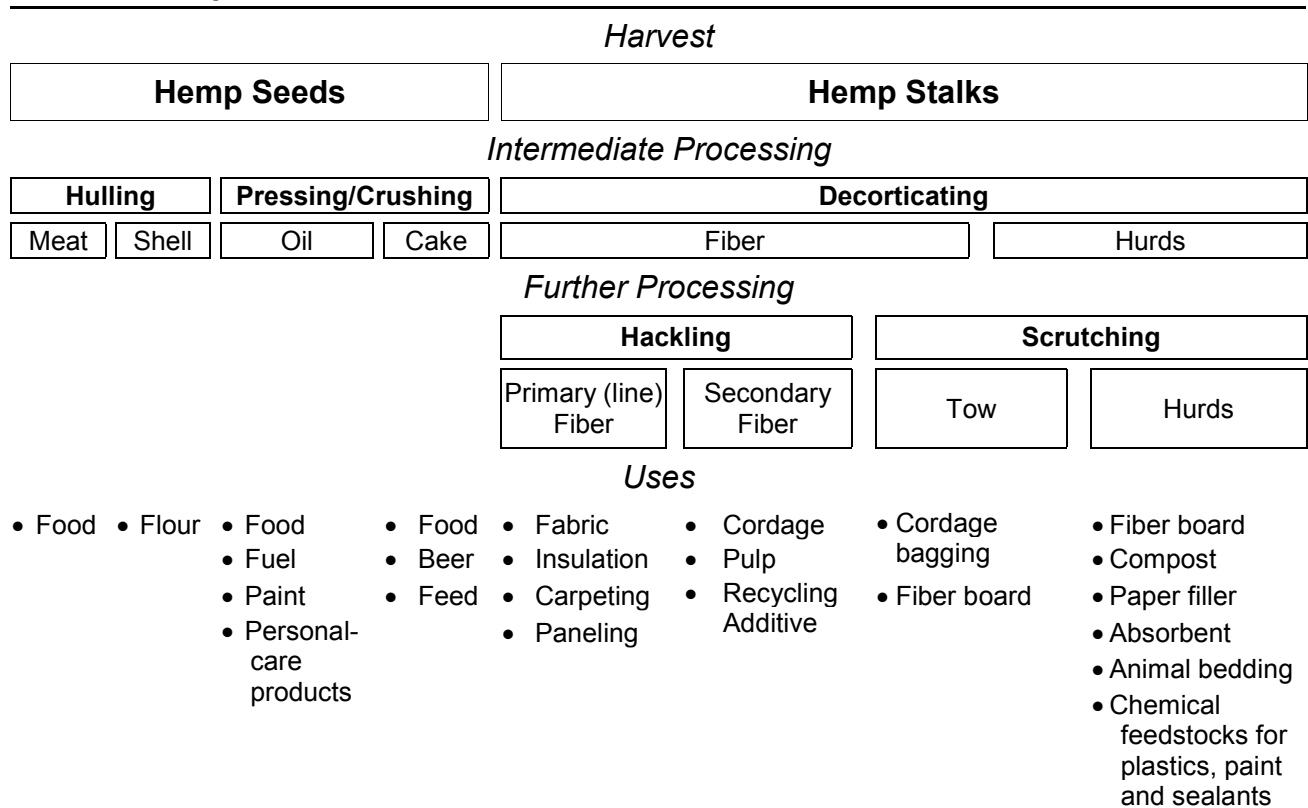 Harvest
Hemp Seeds
Hemp Stalks
Intermediate Processing
Hulling
Pressing/Crushing
Decorticating
Meat
Shell
Oil
Cake
Fiber
Hurds
Further Processing
Hackling
Scrutching
Primary (line)
Fiber
Secondary
Fiber
Tow
Hurds
Uses
• Food
• Flour
• Food
• Fuel
• Paint
• Personal-
care
products
• Food
• Beer
• Feed
• Fabric
• Insulation
• Carpeting
• Paneling
• Cordage
• Pulp
• Recycling
Additive
• Cordage
bagging
• Fiber board
• Fiber board
• Compost
• Paper filler
• Absorbent
• Animal bedding
• Chemical
feedstocks for
plastics, paint
and sealants